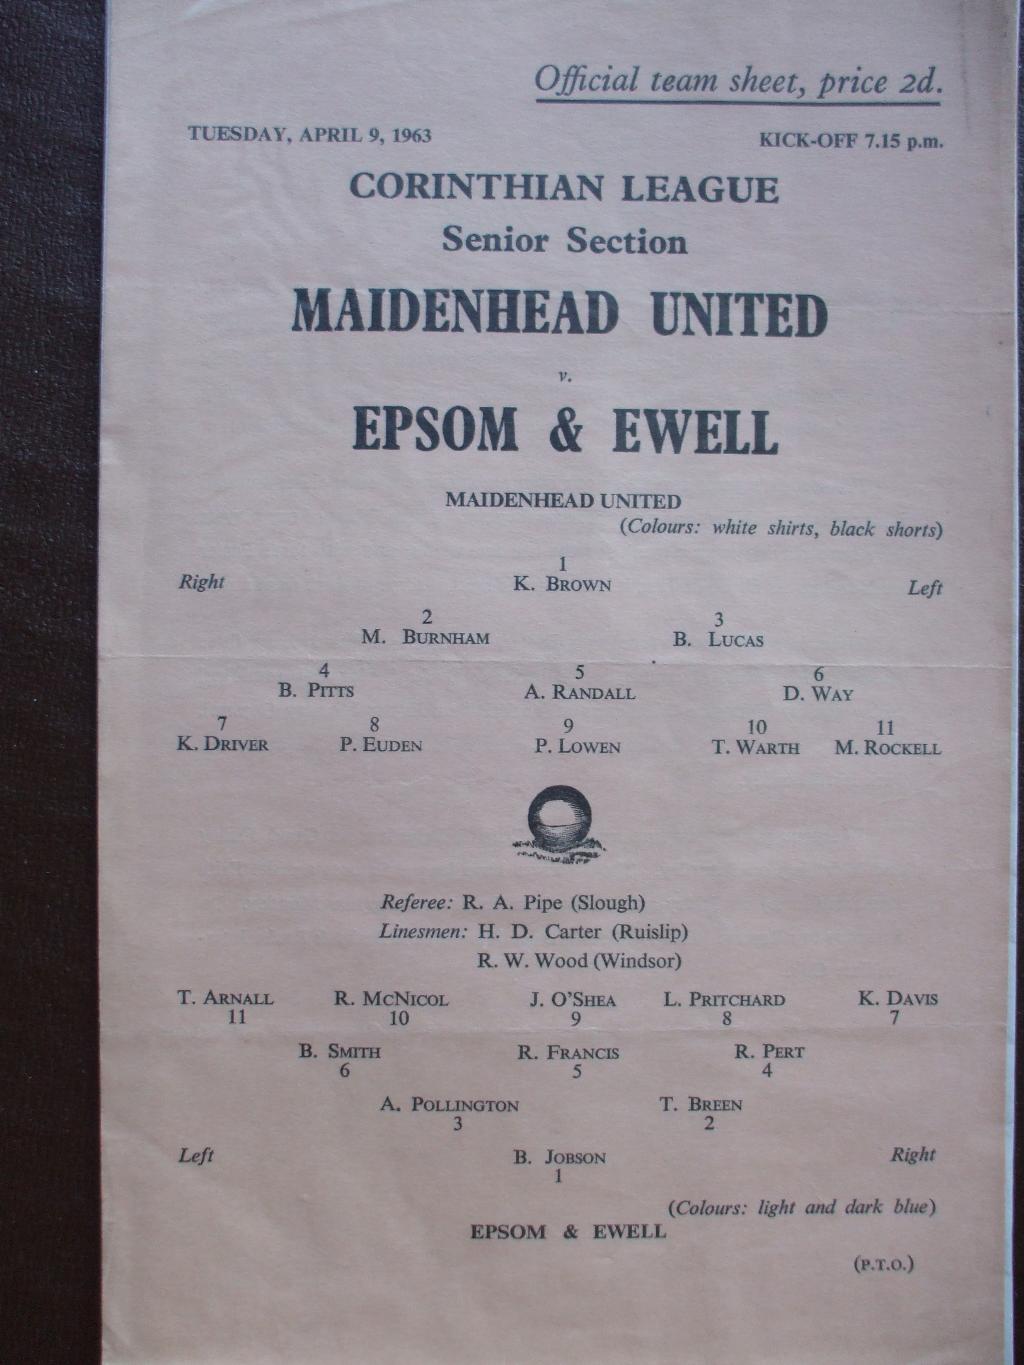 Official team sheet, price 2d.
TUESDAY, APRIL 9, 1963 KICK-OFF 7.15 p.m.
CORINTHIAN LEAGUE
Senior Section
MAIDENHEAD UNITED
v.
EPSOM & EWELL
MAIDENHEAD UNITED
(Colours: white shirts, black shorts)
1
Right K. BROWN Left
2 3
M. BURNHAM B. LUCAS
4 5 6
B. PITTS A. RANDALL D. WAY
7 8 9 10 11
K. DRIVER P. EUDEN P. LOWEN T. WARTH M. ROCKELL
Referee: R. A. Pipe (Slough)
Linesmen: H. D. Carter (Ruislip)
R. W. Wood (Windsor)
T. ARNALL R. MCNICOL J. O'SHEA L. PRITCHARD K. DAVIS
11 10 9 8 7
B. SMITH R. FRANCIS R. PERT
6 5 4
A. POLLINGTON T. BREEN
3 2
Left B. JOBSON Right
1
(Colours: light and dark blue)
EPSOM & EWELL
(P.T.O.)